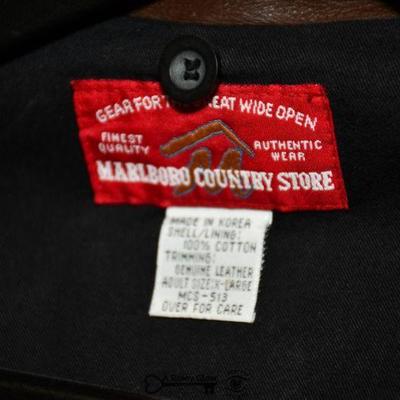 GEAR FOR THE GREAT WIDE OPEN
FINEST QUALITY
AUTHENTIC WEAR
MARLBORO COUNTRY STORE
MADE IN KOREA
SHELL/LINING:
100% COTTON
TRIMMING:
GENUINE LEATHER
ADULT SIZE:X-LARGE
MCS-513
OVER FOR CARE